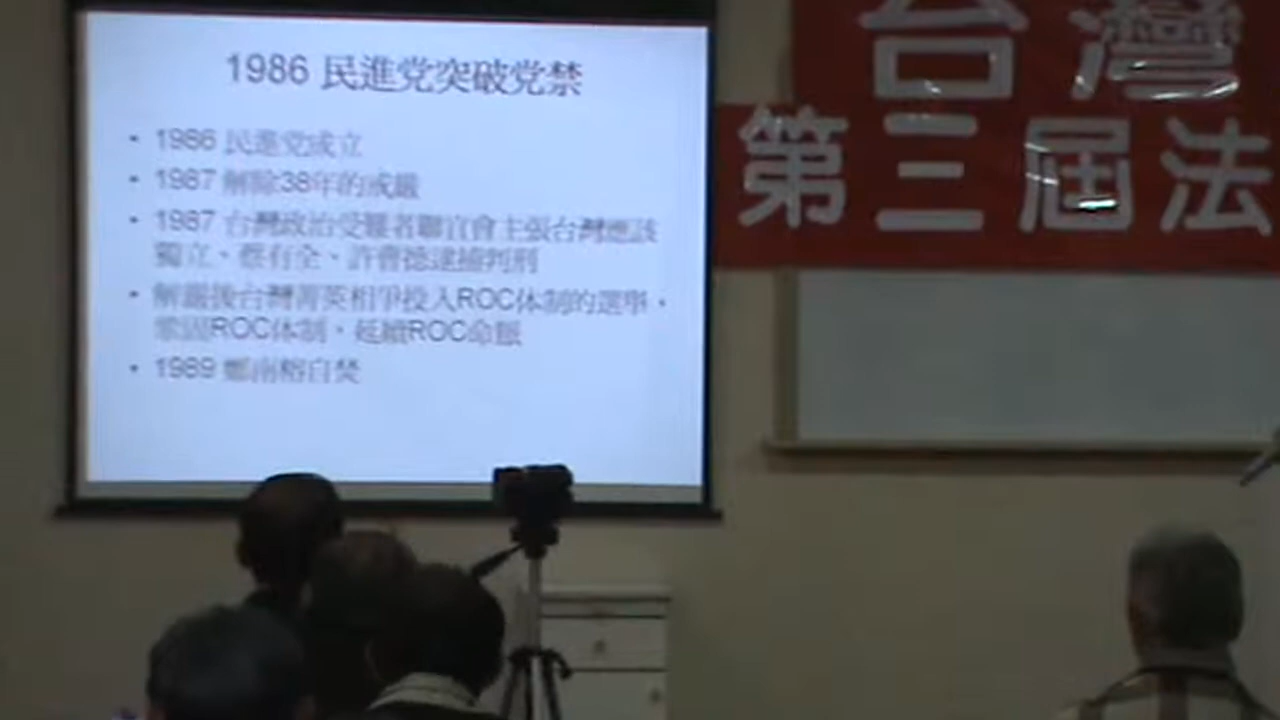 1986 民進党突破党禁
• 1986 民進党成立
• 1987 解除38年的戒嚴
• 1987 台灣政治受難者聯誼會主張台灣應該
獨立、蔡有全、許曹德逮捕判刑
• 解嚴後台灣菁英相爭投入ROC体制的選舉，
鞏固ROC体制，延續ROC命脈
• 1989 鄭南榕自焚
台灣
第三屆法